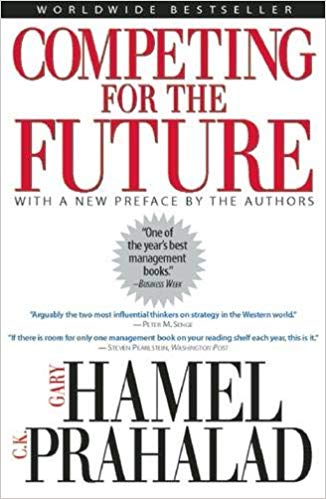 WORLDWIDE BESTSELLER
COMPETING
FOR THE
FUTURE
WITH A NEW PREFACE BY THE AUTHORS
"One of
the year's best
management
books."
—BUSINESS WEEK
"Arguably the two most influential thinkers on strategy in the Western world."
— PETER M. SENGE
"If there is room for only one management book on your reading shelf each year, this is it."
— STEVEN PEARLSTEIN, WASHINGTON POST
GARY
HAMEL
C.K.
PRAHALAD